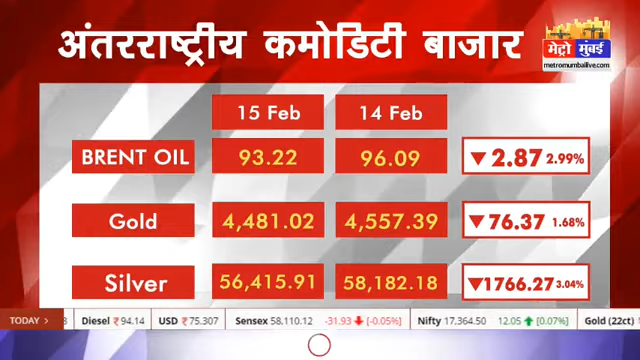 अंतरराष्ट्रीय कमोडिटी बाजार
मेट्रो मुंबई
metromumbailive.com
15 Feb 14 Feb
BRENT OIL 93.22 96.09 ▼ 2.87 2.99%
Gold 4,481.02 4,557.39 ▼ 76.37 1.68%
Silver 56,415.91 58,182.18 ▼1766.27 3.04%
TODAY > 8 Diesel ₹ 94.14 USD ₹ 75.307 Sensex 58,110.12 -31.93 [-0.05%] Nifty 17,364.50 12.05 [0.07%] Gold (22ct)